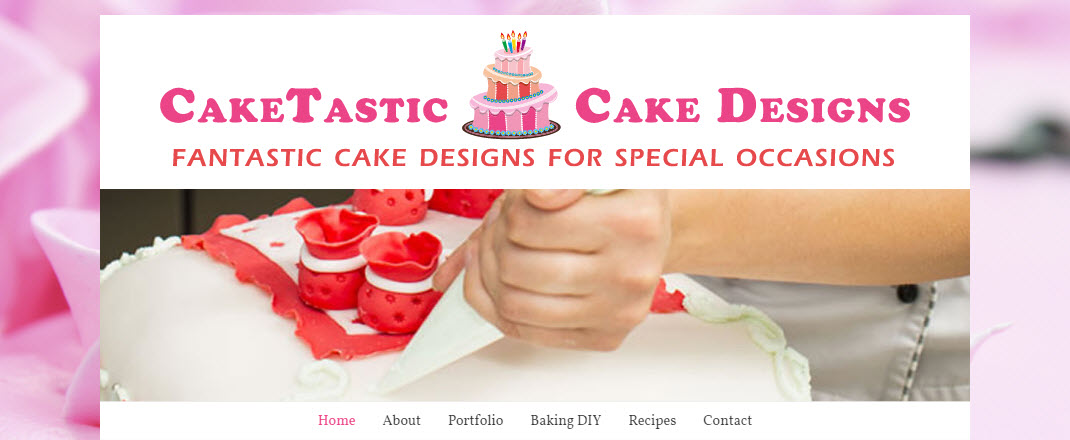 CakeTastic Cake Designs
FANTASTIC CAKE DESIGNS FOR SPECIAL OCCASIONS
Home About Portfolio Baking DIY Recipes Contact